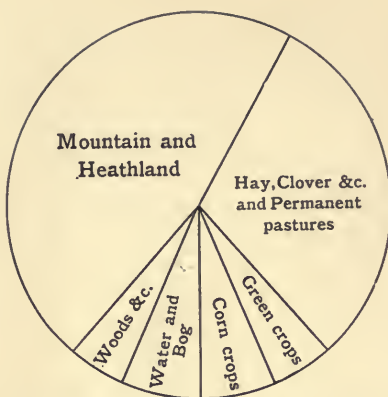 Mountain and
Heathland
Hay, Clover &c.
and Permanent
pastures
Woods &c.
Water and
Bog
Corn crops
Green crops